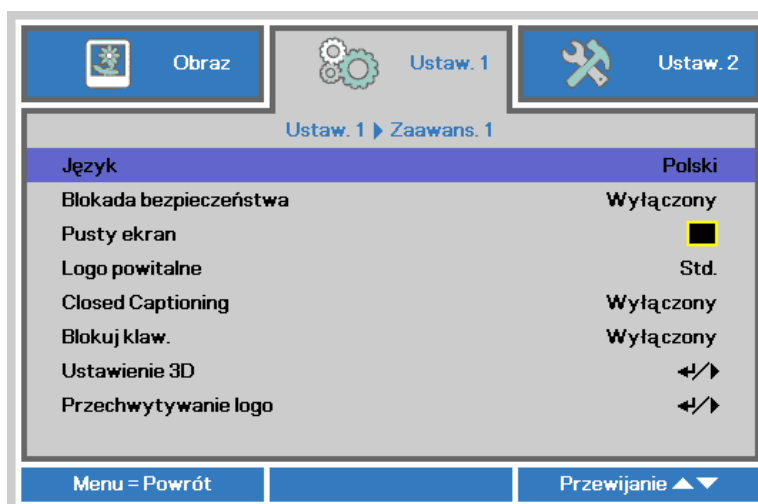 Obraz
Ustaw. 1
Ustaw. 2
Ustaw. 1 Zaawans. 1
Język Polski
Blokada bezpieczeństwa Wyłączony
Pusty ekran
Logo powitalne Std.
Closed Captioning Wyłączony
Blokuj klaw. Wyłączony
Ustawienie 3D
Przechwytywanie logo
Menu = Powrót Przewijanie